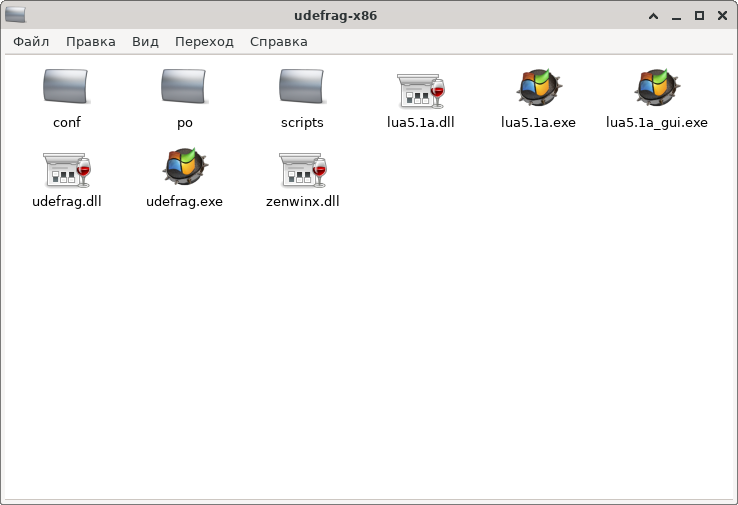 udefrag-x86
Файл Правка Вид Переход Справка
conf po scripts lua5.1a.dll lua5.1a.exe lua5.1a_gui.exe
udefrag.dll udefrag.exe zenwinx.dll